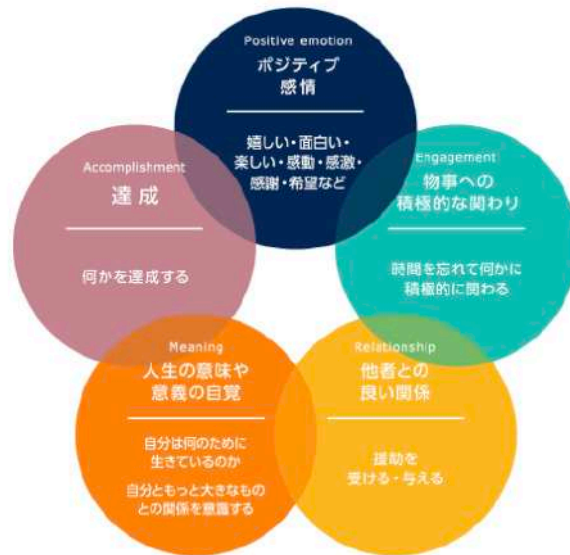 Positive emotion
ポジティブ
感情
嬉しい・面白い・
楽しい・感動・感激・
感謝・希望など
Engagement
物事への
積極的な関わり
時間を忘れて何かに
積極的に関わる
Relationship
他者との
良い関係
援助を
受ける・与える
Meaning
人生の意味や
意義の自覚
自分は何のために
生きているのか
自分ともっと大きなもの
との関係を意識する
Accomplishment
達成
何かを達成する